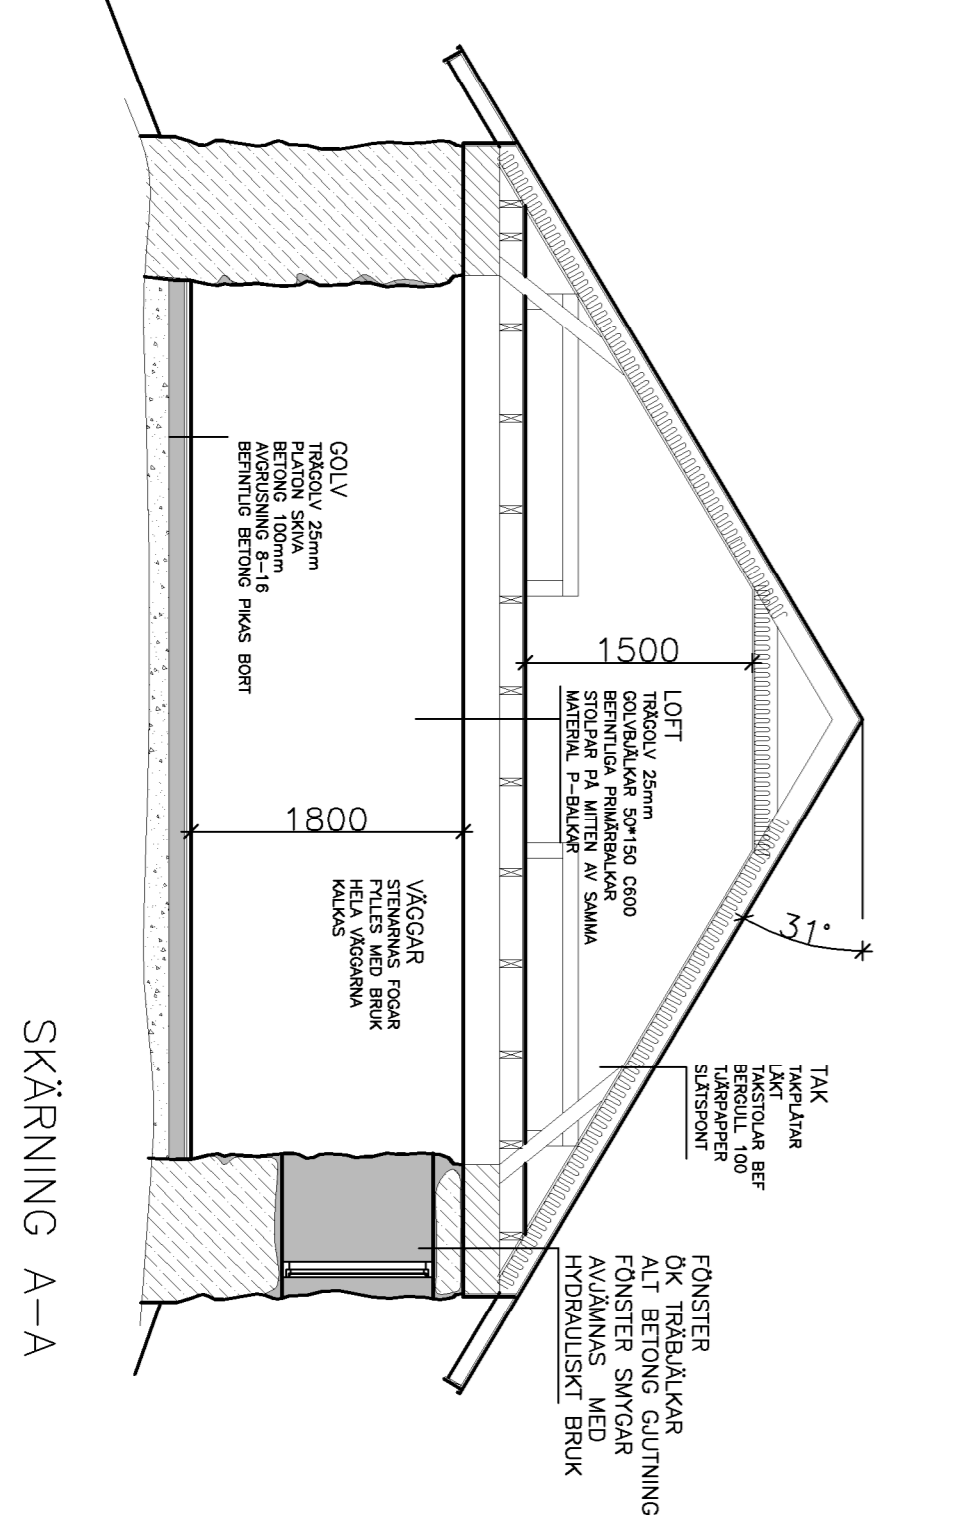 TAK
TAKPLÅTAR
LÄKT
TAKSTOLAR BEF
BERGULL 100
TJÄRPAPPER
SLÄTSPONT
31°
1500
LOFT
TRÄGOLV 25mm
GOLVBJÄLKAR 50*150 C600
BEFINTLIGA PRIMÄRBALKAR
STOLPAR PÅ MITTEN AV SAMMA
MATERIAL P-BALKAR
FÖNSTER
ÖK TRÄBJÄLKAR
ALT BETONG GJUTNING
FÖNSTER SMYGAR
AVJÄMNAS MED
HYDRAULISKT BRUK
GOLV
TRÄGOLV 25mm
PLATON SKIVA
BETONG 100mm
AVGRUSNING 8-16
BEFINTLIG BETONG PIKAS BORT
1800
VÄGGAR
STENARNAS FOGAR
FYLLES MED BRUK
HELA VÄGGARNA
KALKAS
SKÄRNING A-A